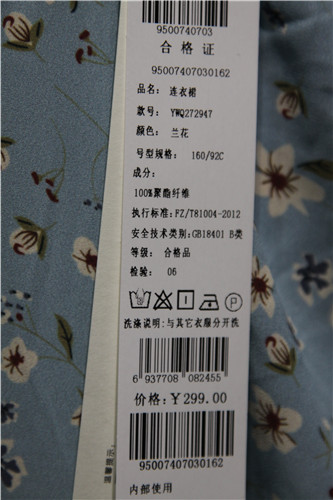 9500740703
合格证
95007407030162
品名: 连衣裙
款号: YWQ272947
颜色: 兰花
号型规格: 160/92C
成分:
100%聚酯纤维
执行标准:FZ/T81004-2012
安全技术类别:GB18401 B类
等级: 合格品
检验: 06
P
洗涤说明:与其它衣服分开洗
6 937708 082455
价格:￥299.00
95007407030162
内部使用